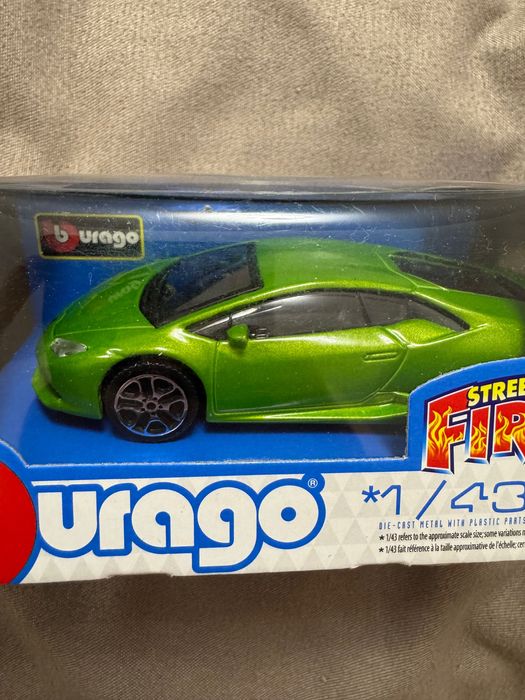 burago
STREE
FIR
urago®
*1/43
DIE-CAST METAL WITH PLASTIC PARTS
* 1/43 refers to the approximate scale size; some variations m
* 1/43 fait référence à la taille approximative de l'échelle; cer